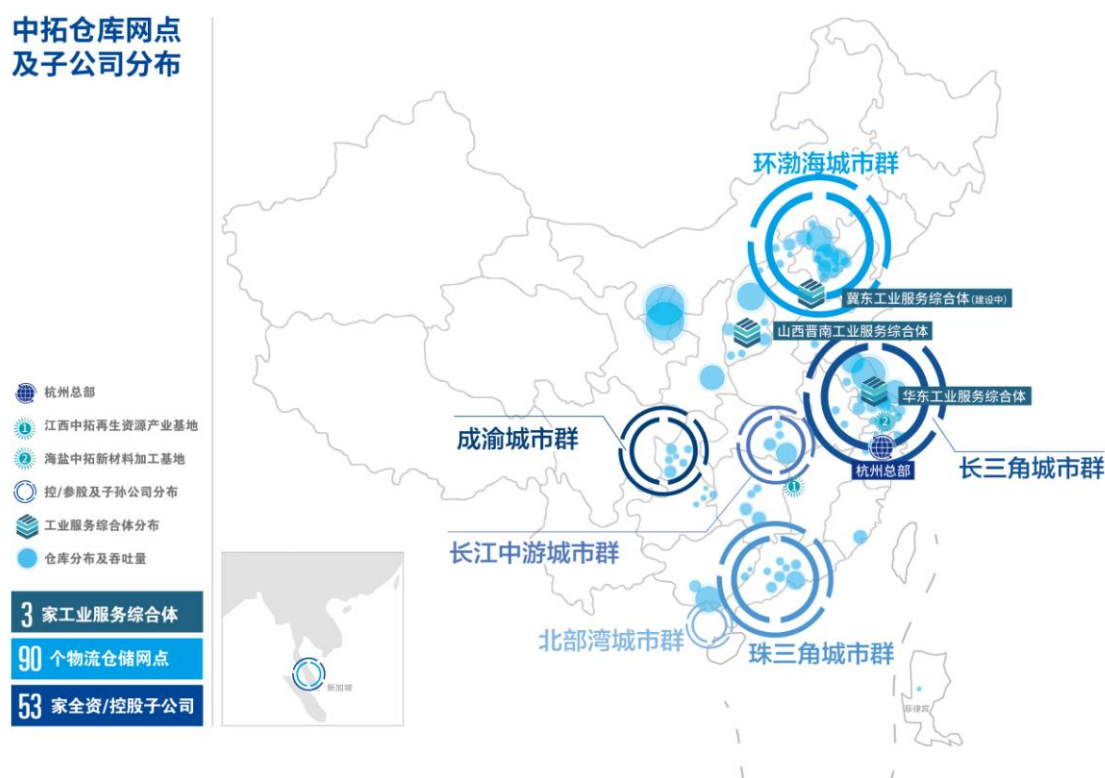 中拓仓库网点
及子公司分布
环渤海城市群
冀东工业服务综合体(建设中)
山西晋南工业服务综合体
华东工业服务综合体
杭州总部
1 江西中拓再生资源产业基地
2 海盐中拓新材料加工基地
控/参股及子孙公司分布
工业服务综合体分布
仓库分布及吞吐量
成渝城市群
2
杭州总部
长三角城市群
1
长江中游城市群
北部湾城市群
珠三角城市群
3 家工业服务综合体
90 个物流仓储网点
53 家全资/控股子公司
新加坡
菲律宾